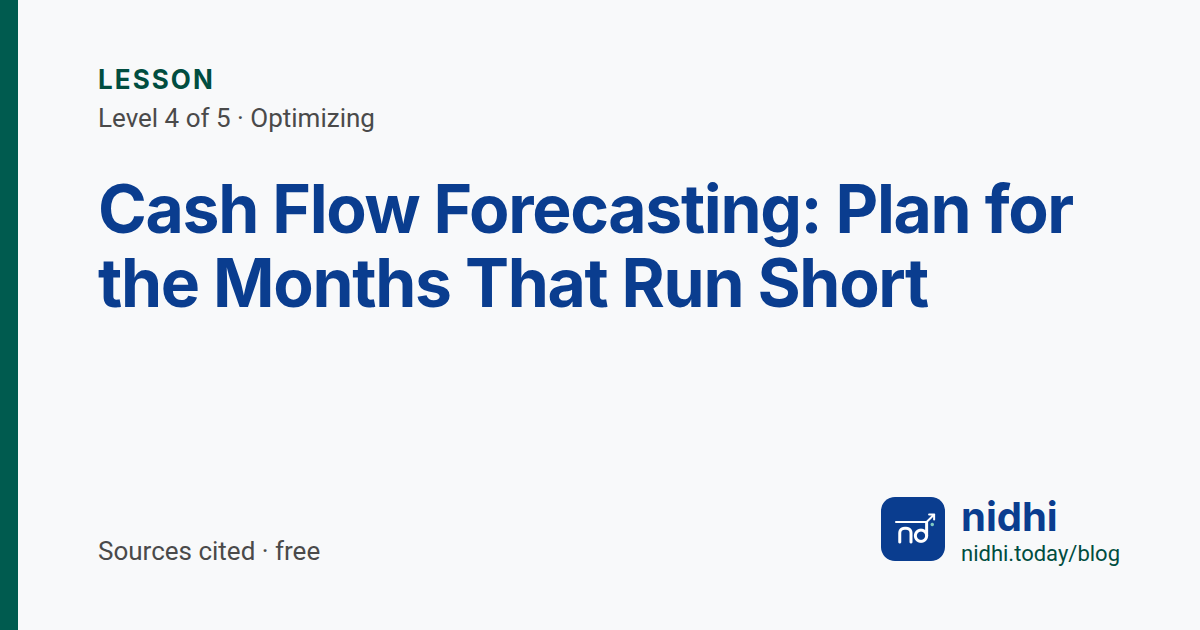 LESSON
Level 4 of 5 · Optimizing
Cash Flow Forecasting: Plan for
the Months That Run Short
Sources cited · free
nd
nidhi
nidhi.today/blog